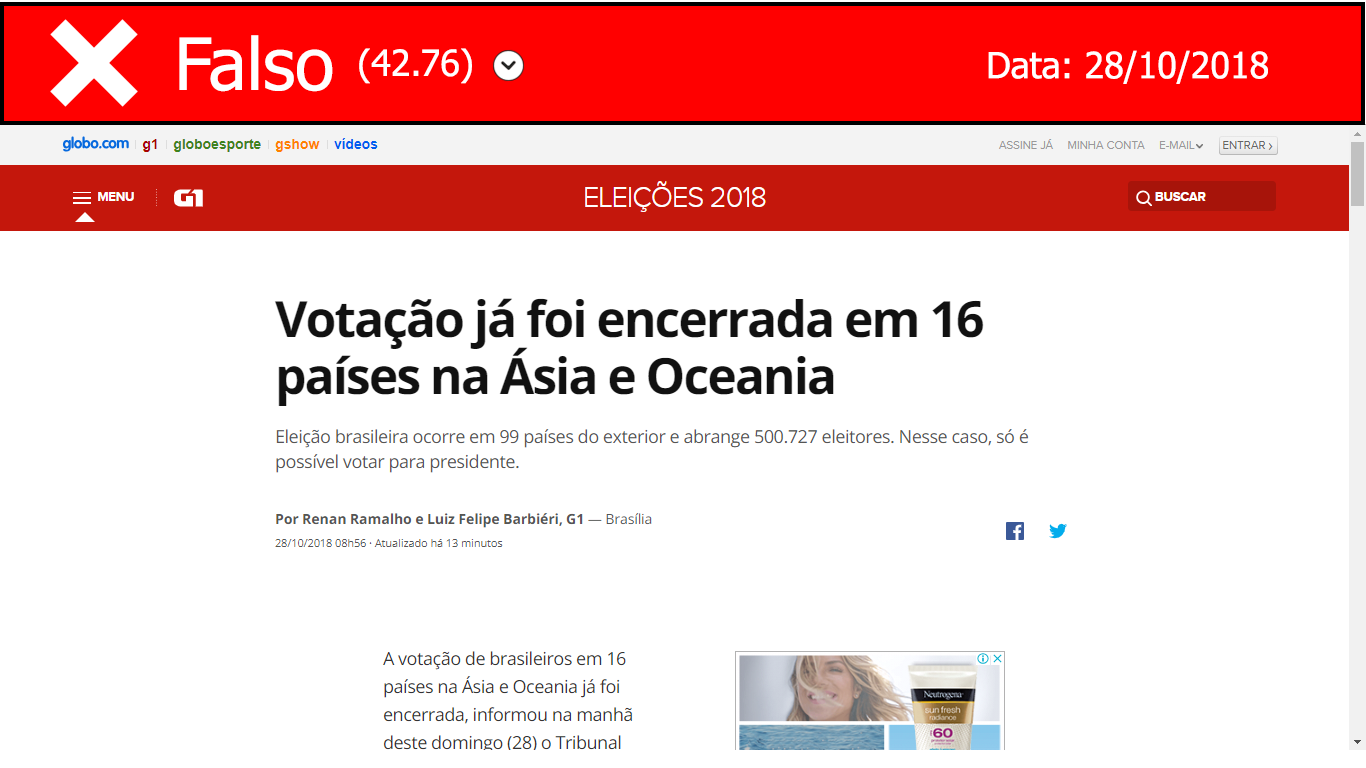 Falso (42.76) Data: 28/10/2018
globo.com g1 globoesporte gshow vídeos ASSINE JÁ MINHA CONTA E-MAIL ENTRAR
MENU G1 ELEIÇÕES 2018 BUSCAR
Votação já foi encerrada em 16
países na Ásia e Oceania
Eleição brasileira ocorre em 99 países do exterior e abrange 500.727 eleitores. Nesse caso, só é
possível votar para presidente.
Por Renan Ramalho e Luiz Felipe Barbiéri, G1 — Brasília
28/10/2018 08h56 · Atualizado há 13 minutos
A votação de brasileiros em 16
países na Ásia e Oceania já foi
encerrada, informou na manhã
deste domingo (28) o Tribunal
Neutrogena
sun fresh
radiance
60